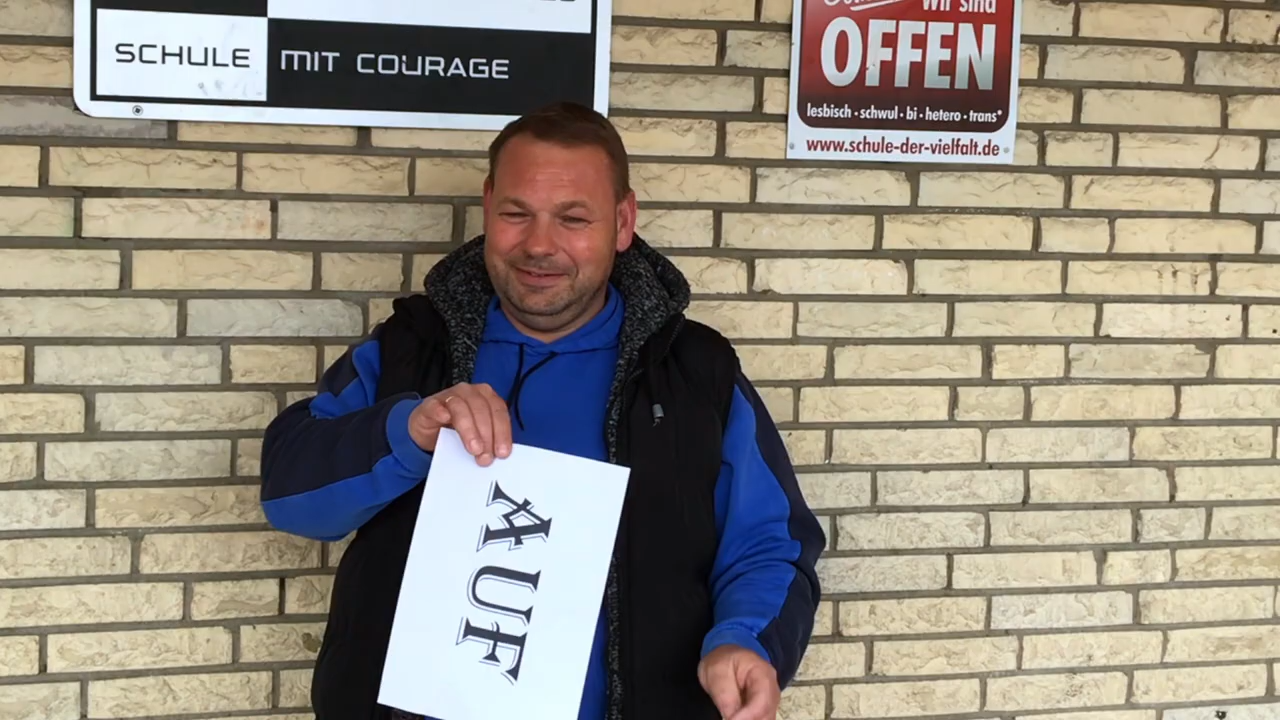 SCHULE MIT COURAGE
wir sind
OFFEN
lesbisch · schwul · bi · hetero · trans*
www.schule-der-vielfalt.de
AUF